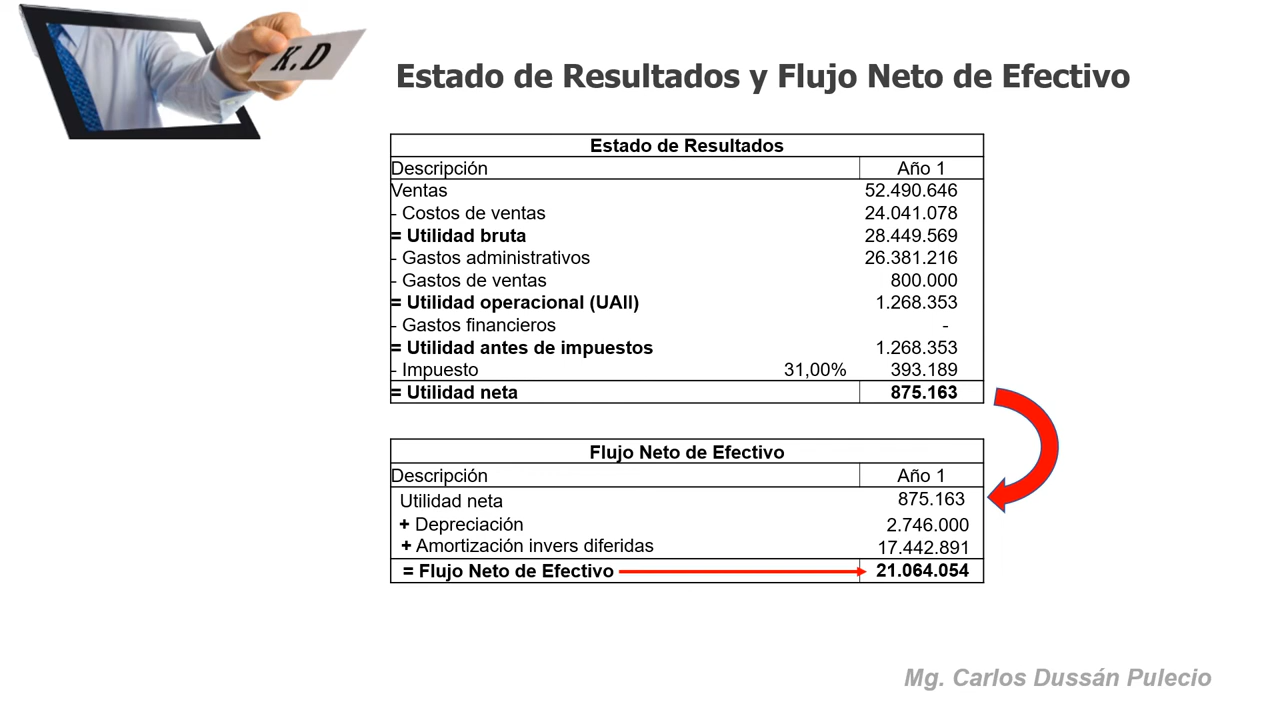 K.D
Estado de Resultados y Flujo Neto de Efectivo
Estado de Resultados
Descripción Año 1
Ventas 52.490.646
- Costos de ventas 24.041.078
= Utilidad bruta 28.449.569
- Gastos administrativos 26.381.216
- Gastos de ventas 800.000
= Utilidad operacional (UAII) 1.268.353
- Gastos financieros -
= Utilidad antes de impuestos 1.268.353
- Impuesto 31,00% 393.189
= Utilidad neta 875.163
Flujo Neto de Efectivo
Descripción Año 1
Utilidad neta 875.163
+ Depreciación 2.746.000
+ Amortización invers diferidas 17.442.891
= Flujo Neto de Efectivo 21.064.054
Mg. Carlos Dussán Pulecio